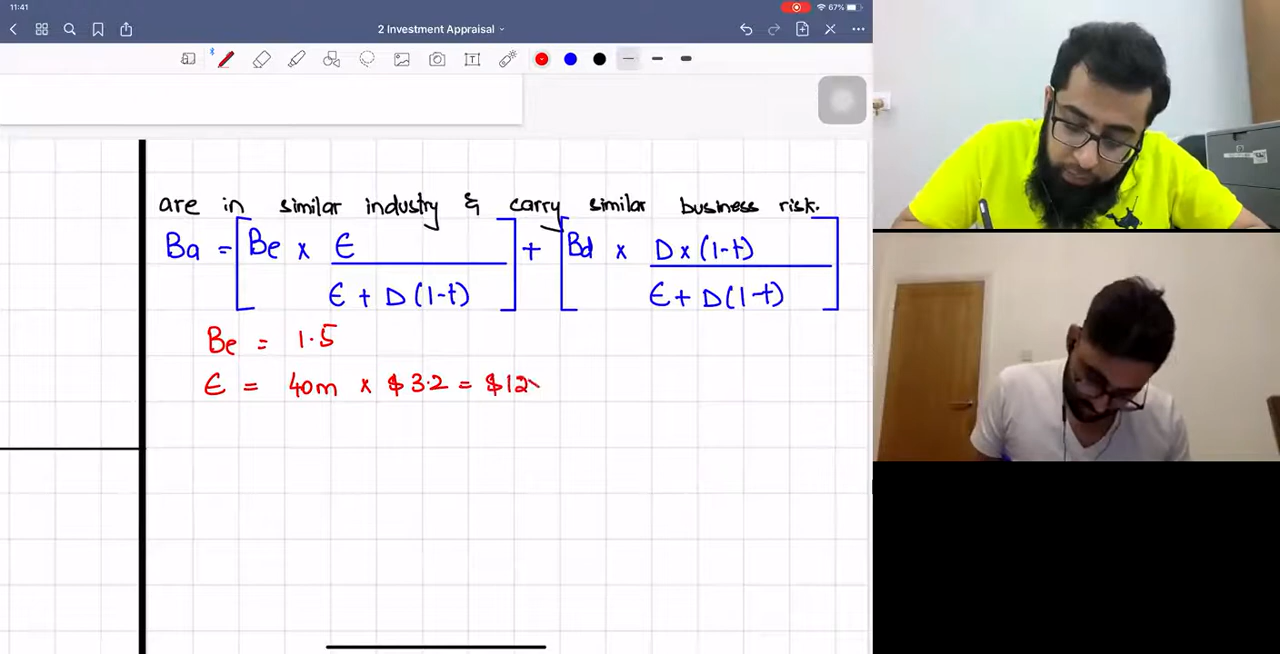 11:41
67%
2 Investment Appraisal
are in similar industry & carry similar business risk.
Ba = [Be x E / E + D(1-t)] + [Bd x D x (1-t) / E + D(1-t)]
Be = 1.5
E = 40m x $3.2 = $12